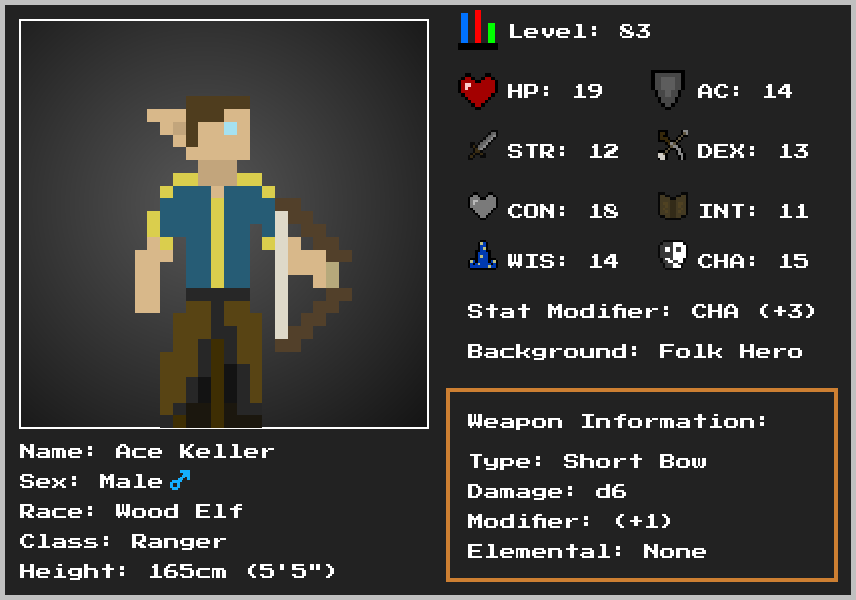 Level: 83
HP: 19
AC: 14
STR: 12
DEX: 13
CON: 18
INT: 11
WIS: 14
CHA: 15
Stat Modifier: CHA (+3)
Background: Folk Hero
Weapon Information:
Type: Short Bow
Damage: d6
Modifier: (+1)
Elemental: None
Name: Ace Keller
Sex: Male ♂
Race: Wood Elf
Class: Ranger
Height: 165cm (5'5")